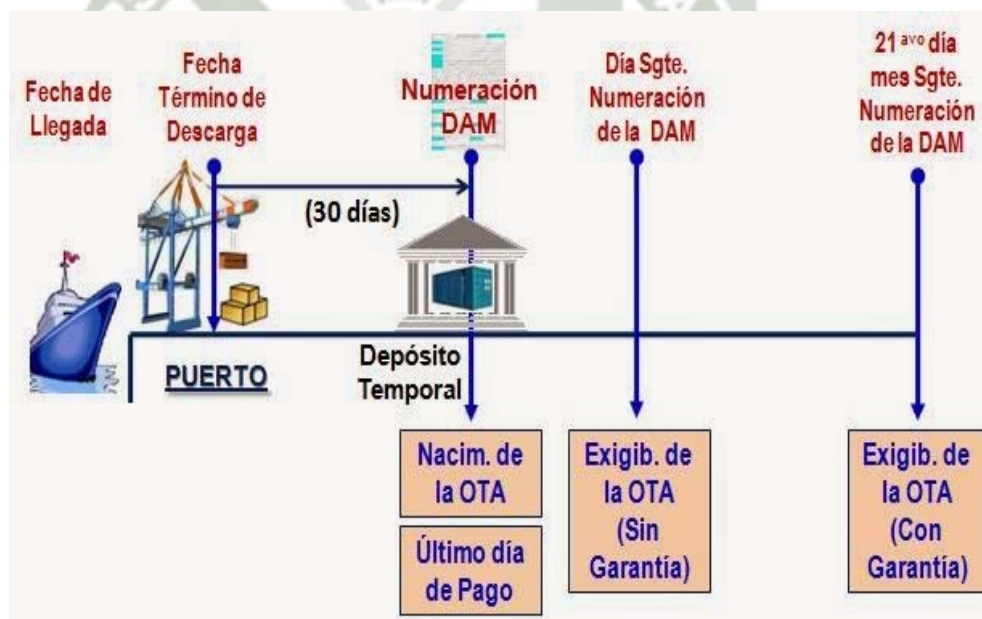 Fecha de
Llegada
Fecha
Término de
Descarga
Numeración
DAM
Día Sgte.
Numeración
de la DAM
21 avo día
mes Sgte.
Numeración
de la DAM
(30 días)
PUERTO
Depósito
Temporal
Nacim. de
la OTA
Último día
de Pago
Exigib. de
la OTA
(Sin
Garantía)
Exigib. de
la OTA
(Con
Garantía)